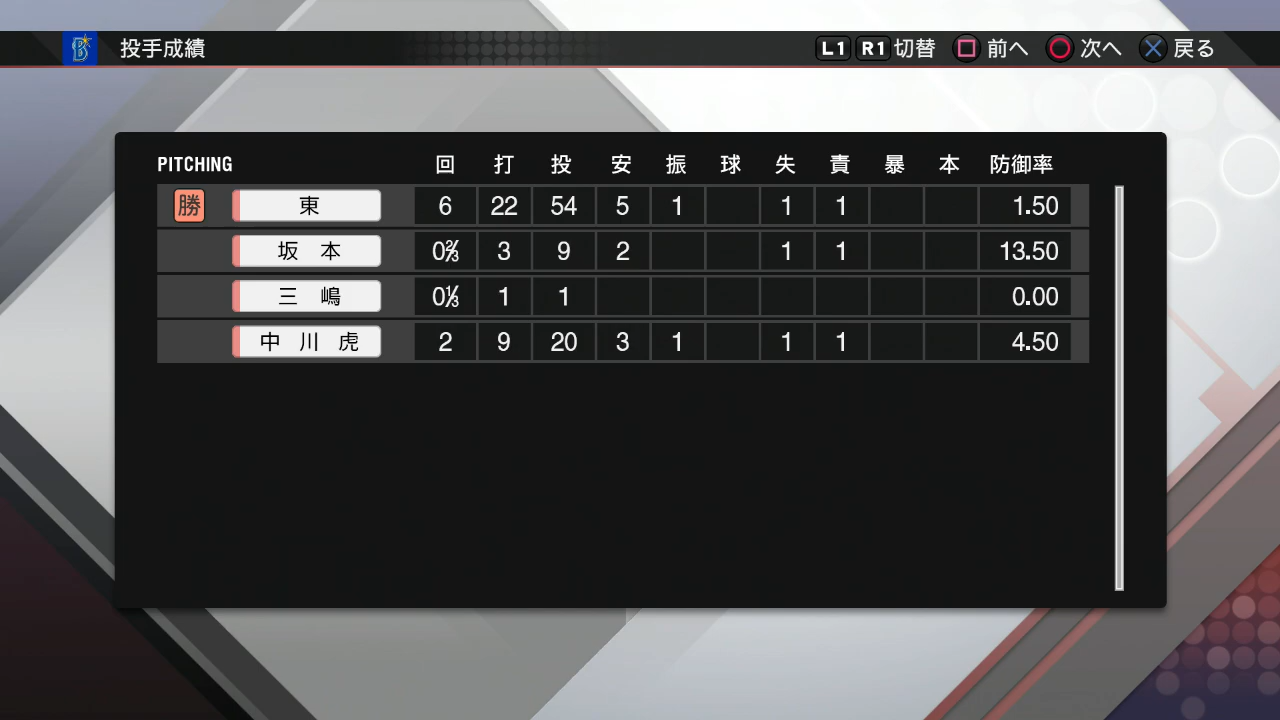 B 投手成績 L1 R1 切替 前へ 次へ 戻る
PITCHING 回 打 投 安 振 球 失 責 暴 本 防御率
勝 東 6 22 54 5 1 1 1 1.50
坂本 0⅔ 3 9 2 1 1 13.50
三嶋 0⅓ 1 1 0.00
中川虎 2 9 20 3 1 1 1 4.50